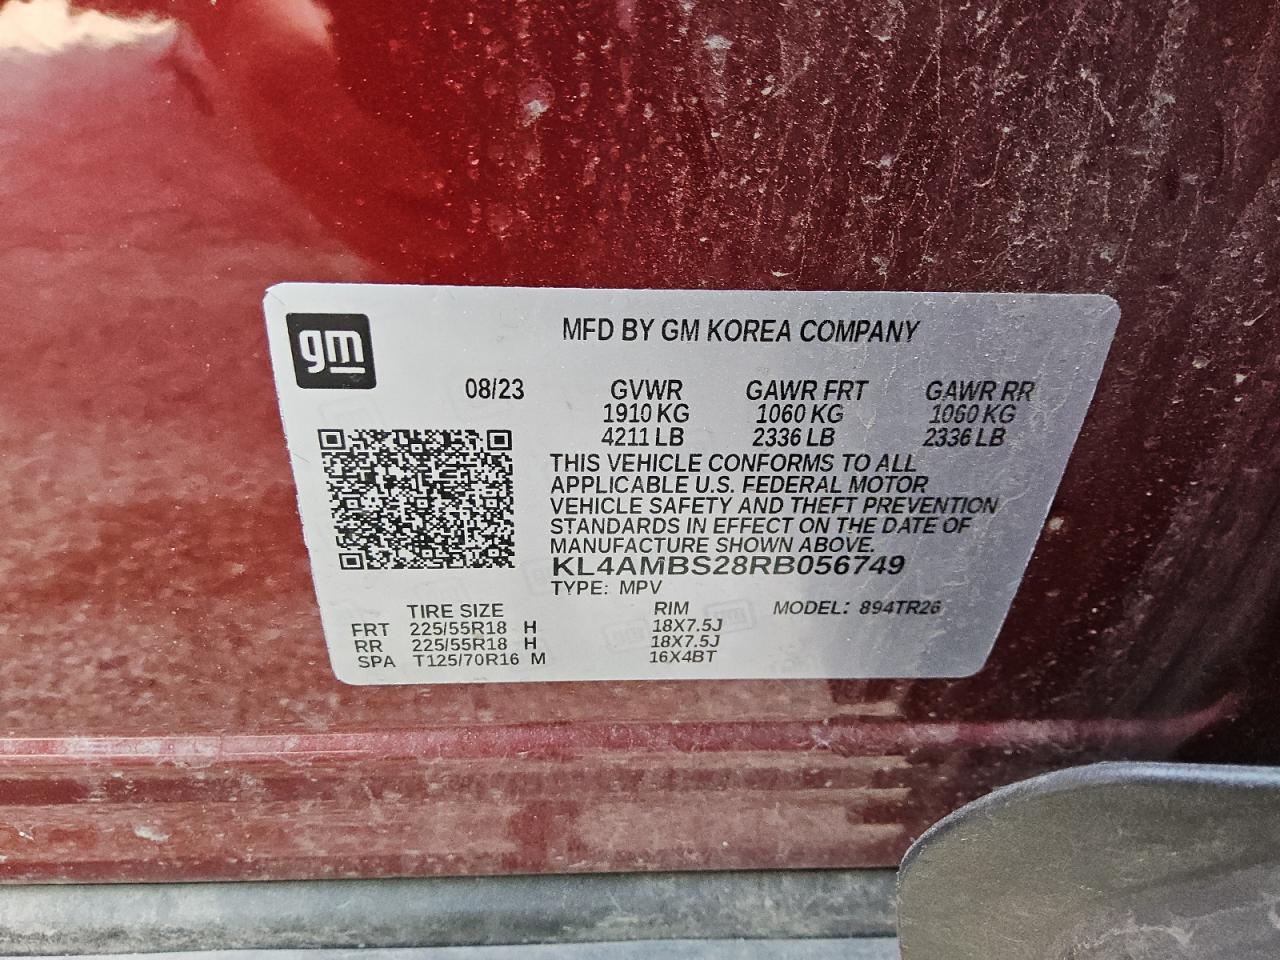 gm
MFD BY GM KOREA COMPANY
08/23 GVWR GAWR FRT GAWR RR
1910 KG 1060 KG 1060 KG
4211 LB 2336 LB 2336 LB
THIS VEHICLE CONFORMS TO ALL
APPLICABLE U.S. FEDERAL MOTOR
VEHICLE SAFETY AND THEFT PREVENTION
STANDARDS IN EFFECT ON THE DATE OF
MANUFACTURE SHOWN ABOVE.
KL4AMBS28RB056749
TYPE: MPV
TIRE SIZE RIM MODEL: 894TR26
FRT 225/55R18 H 18X7.5J
RR 225/55R18 H 18X7.5J
SPA T125/70R16 M 16X4BT